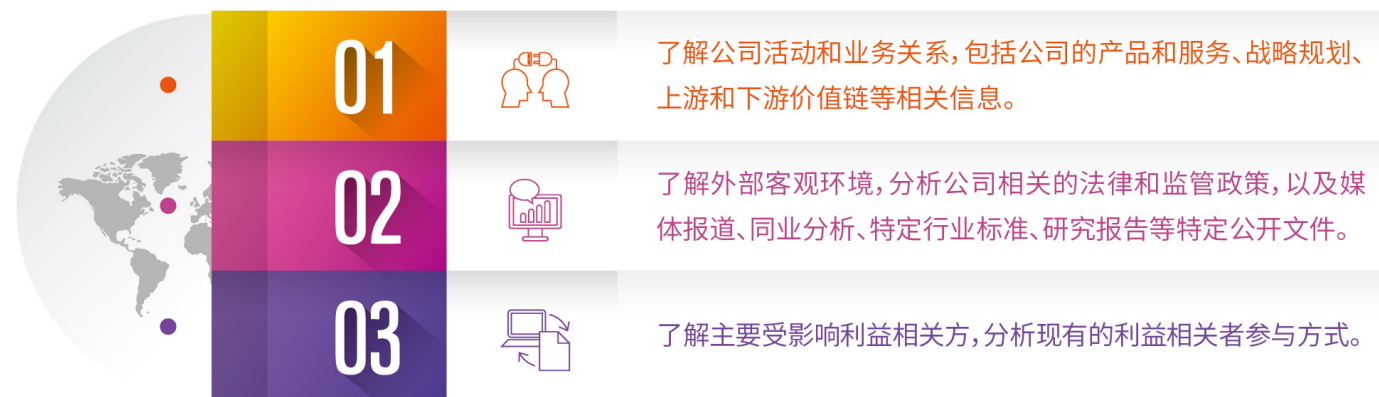 01
了解公司活动和业务关系,包括公司的产品和服务、战略规划、
上游和下游价值链等相关信息。
02
了解外部客观环境,分析公司相关的法律和监管政策,以及媒
体报道、同业分析、特定行业标准、研究报告等特定公开文件。
03
了解主要受影响利益相关方,分析现有的利益相关者参与方式。